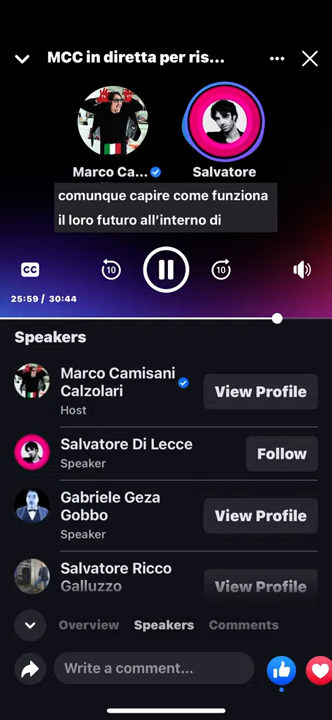 MCC in diretta per ris...
Marco Ca...
Salvatore
comunque capire come funziona
il loro futuro all'interno di
CC
10
10
25:59 / 30:44
Speakers
Marco Camisani
Calzolari
Host
View Profile
Salvatore Di Lecce
Speaker
Follow
Gabriele Geza
Gobbo
Speaker
View Profile
Salvatore Ricco
Galluzzo
View Profile
Overview
Speakers
Comments
Write a comment...